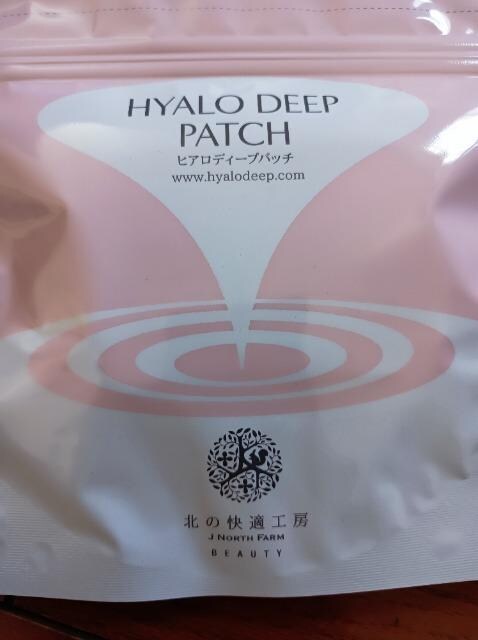 HYALO DEEP
PATCH
ヒアロディープパッチ
www.hyalodeep.com
北の快適工房
J NORTH FARM
BEAUTY